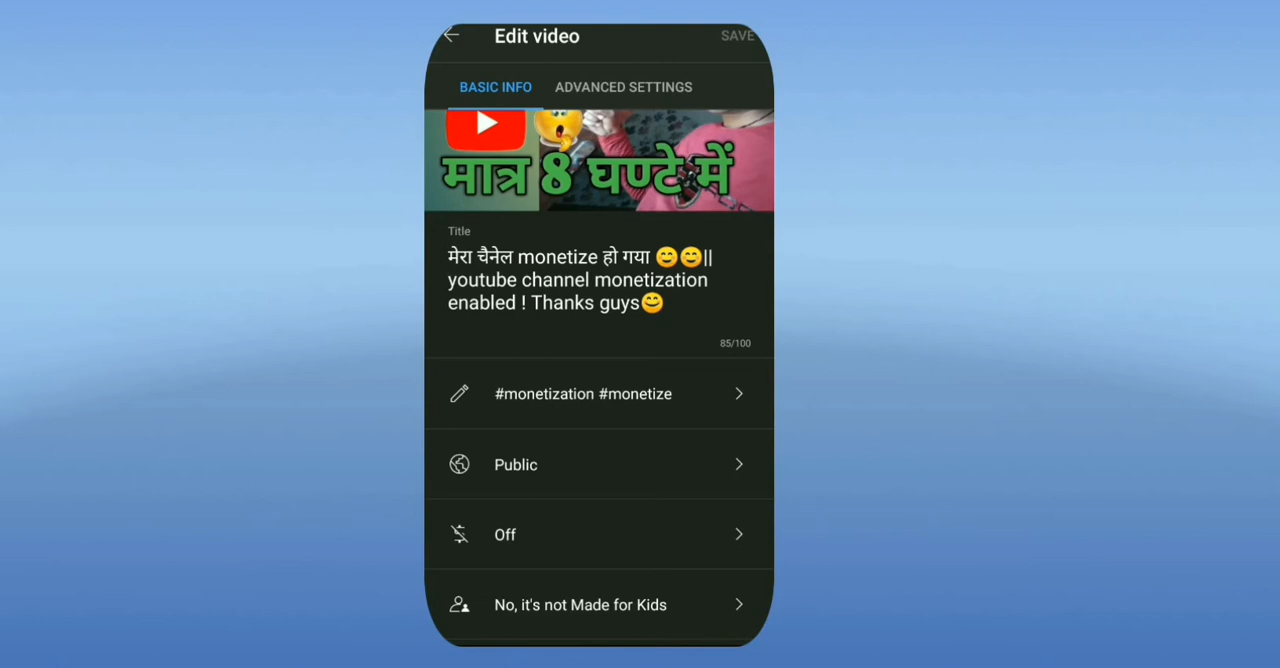 Edit video
SAVE
BASIC INFO
ADVANCED SETTINGS
मात्र 8 घण्टे में
Title
मेरा चैनेल monetize हो गया 😊😊||
youtube channel monetization
enabled ! Thanks guys😊
85/100
#monetization #monetize
Public
Off
No, it's not Made for Kids